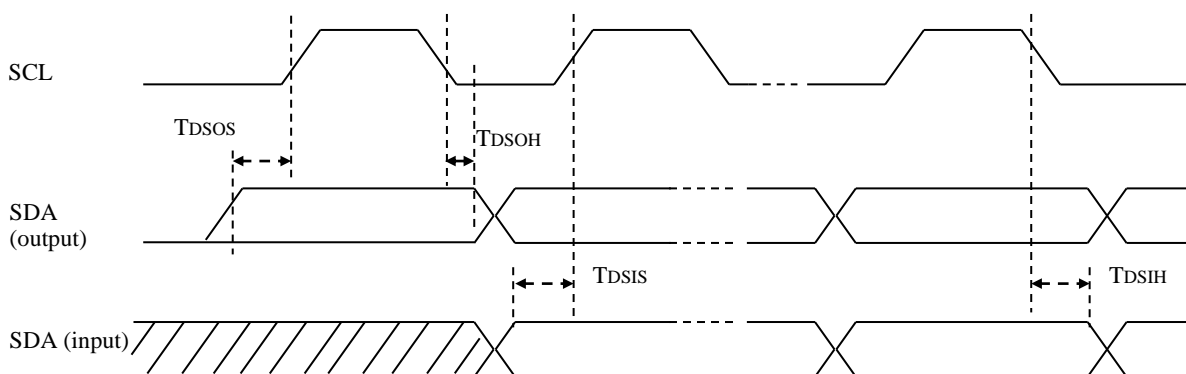 SCL
TDSOS
TDSOH
SDA
(output)
TDSIS
TDSIH
SDA (input)